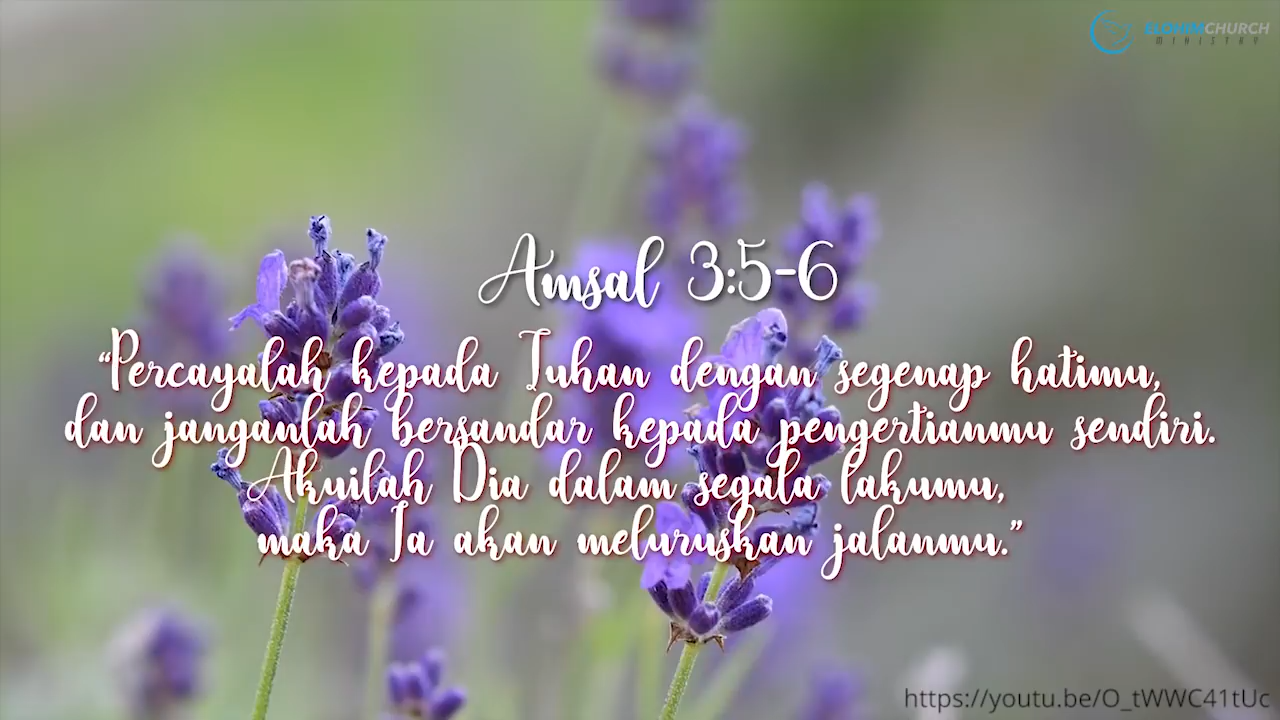 ELOHIMCHURCH
MINISTRY
Amsal 3:5-6
“Percayalah kepada Tuhan dengan segenap hatimu,
dan janganlah bersandar kepada pengertianmu sendiri.
Akuilah Dia dalam segala lakumu,
maka Ia akan meluruskan jalanmu.”
https://youtu.be/O_tWWC41tUc